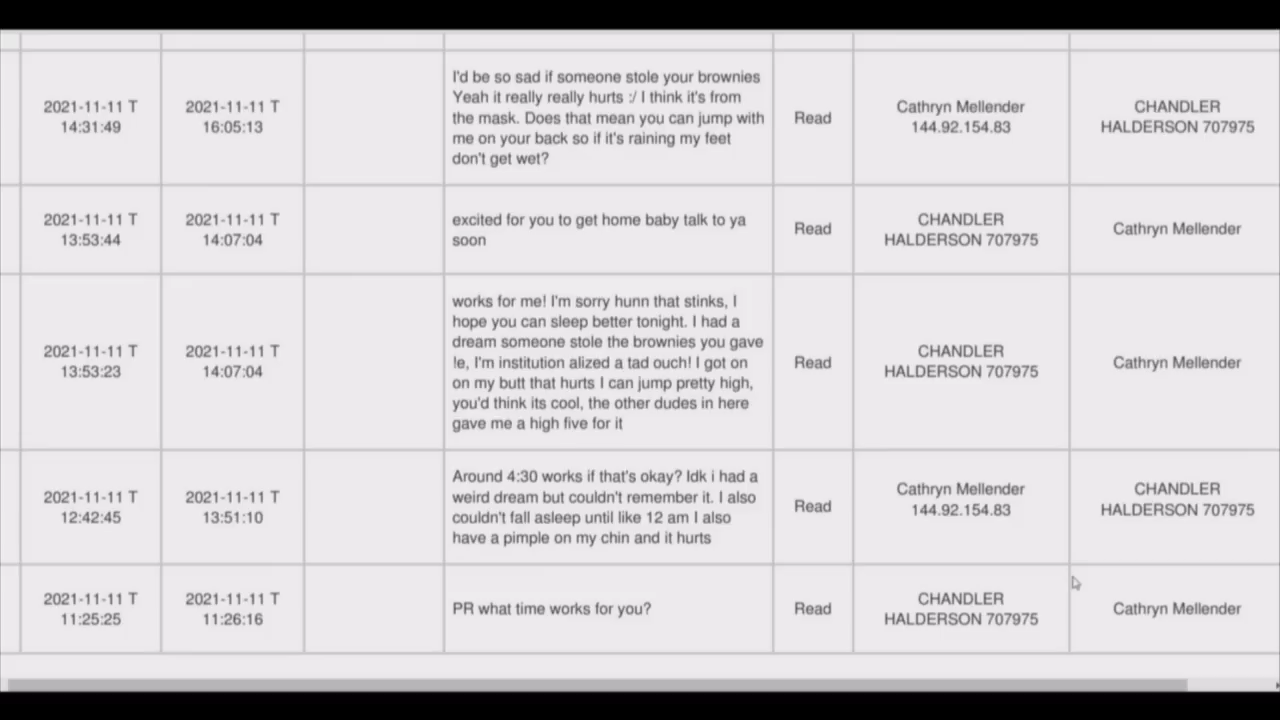 2021-11-11 T
14:31:49
2021-11-11 T
16:05:13
I'd be so sad if someone stole your brownies
Yeah it really really hurts :/ I think it's from
the mask. Does that mean you can jump with
me on your back so if it's raining my feet
don't get wet?
Read
Cathryn Mellender
144.92.154.83
CHANDLER
HALDERSON 707975
2021-11-11 T
13:53:44
2021-11-11 T
14:07:04
excited for you to get home baby talk to ya
soon
Read
CHANDLER
HALDERSON 707975
Cathryn Mellender
2021-11-11 T
13:53:23
2021-11-11 T
14:07:04
works for me! I'm sorry hunn that stinks, I
hope you can sleep better tonight. I had a
dream someone stole the brownies you gave
!e, I'm institution alized a tad ouch! I got on
on my butt that hurts I can jump pretty high,
you'd think its cool, the other dudes in here
gave me a high five for it
Read
CHANDLER
HALDERSON 707975
Cathryn Mellender
2021-11-11 T
12:42:45
2021-11-11 T
13:51:10
Around 4:30 works if that's okay? Idk i had a
weird dream but couldn't remember it. I also
couldn't fall asleep until like 12 am I also
have a pimple on my chin and it hurts
Read
Cathryn Mellender
144.92.154.83
CHANDLER
HALDERSON 707975
2021-11-11 T
11:25:25
2021-11-11 T
11:26:16
PR what time works for you?
Read
CHANDLER
HALDERSON 707975
Cathryn Mellender